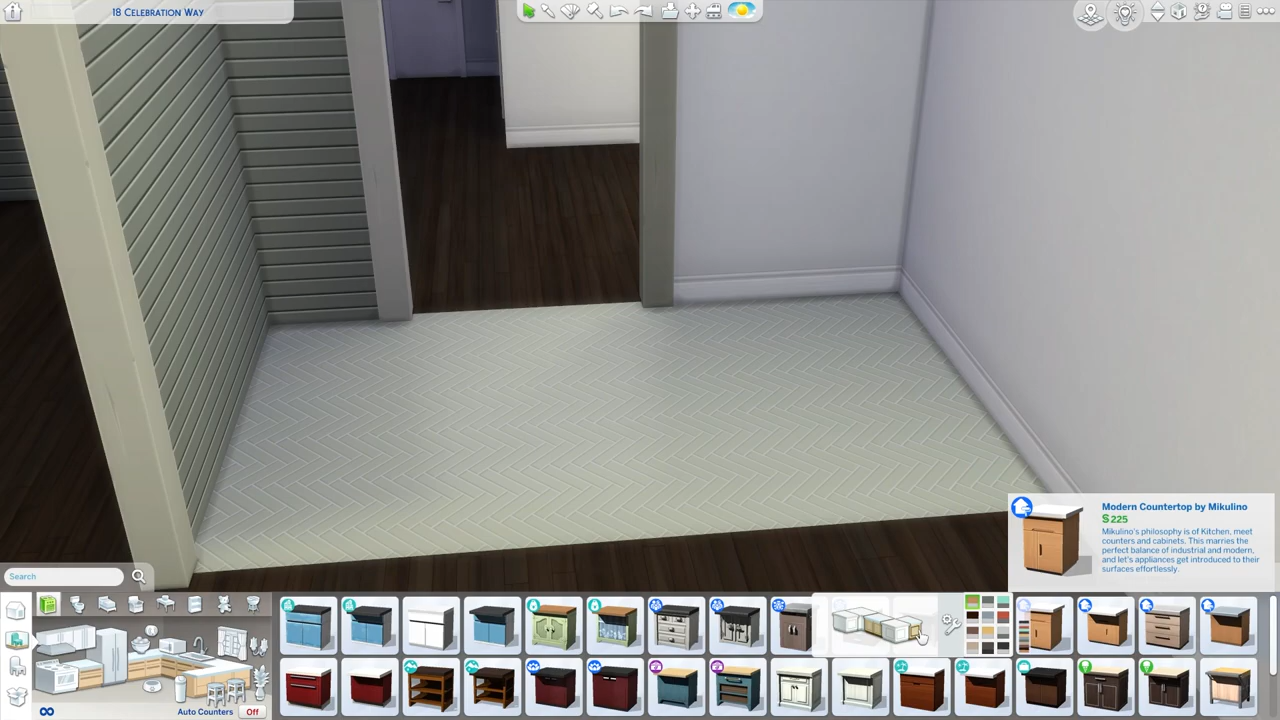 18 Celebration Way
Modern Countertop by Mikulino
§225
Mikulino's philosophy is of Kitchen, meet
counters and cabinets. This marries the
perfect balance of industrial and modern,
and let's appliances get introduced to their
surfaces effortlessly.
Search
Auto Counters
Off